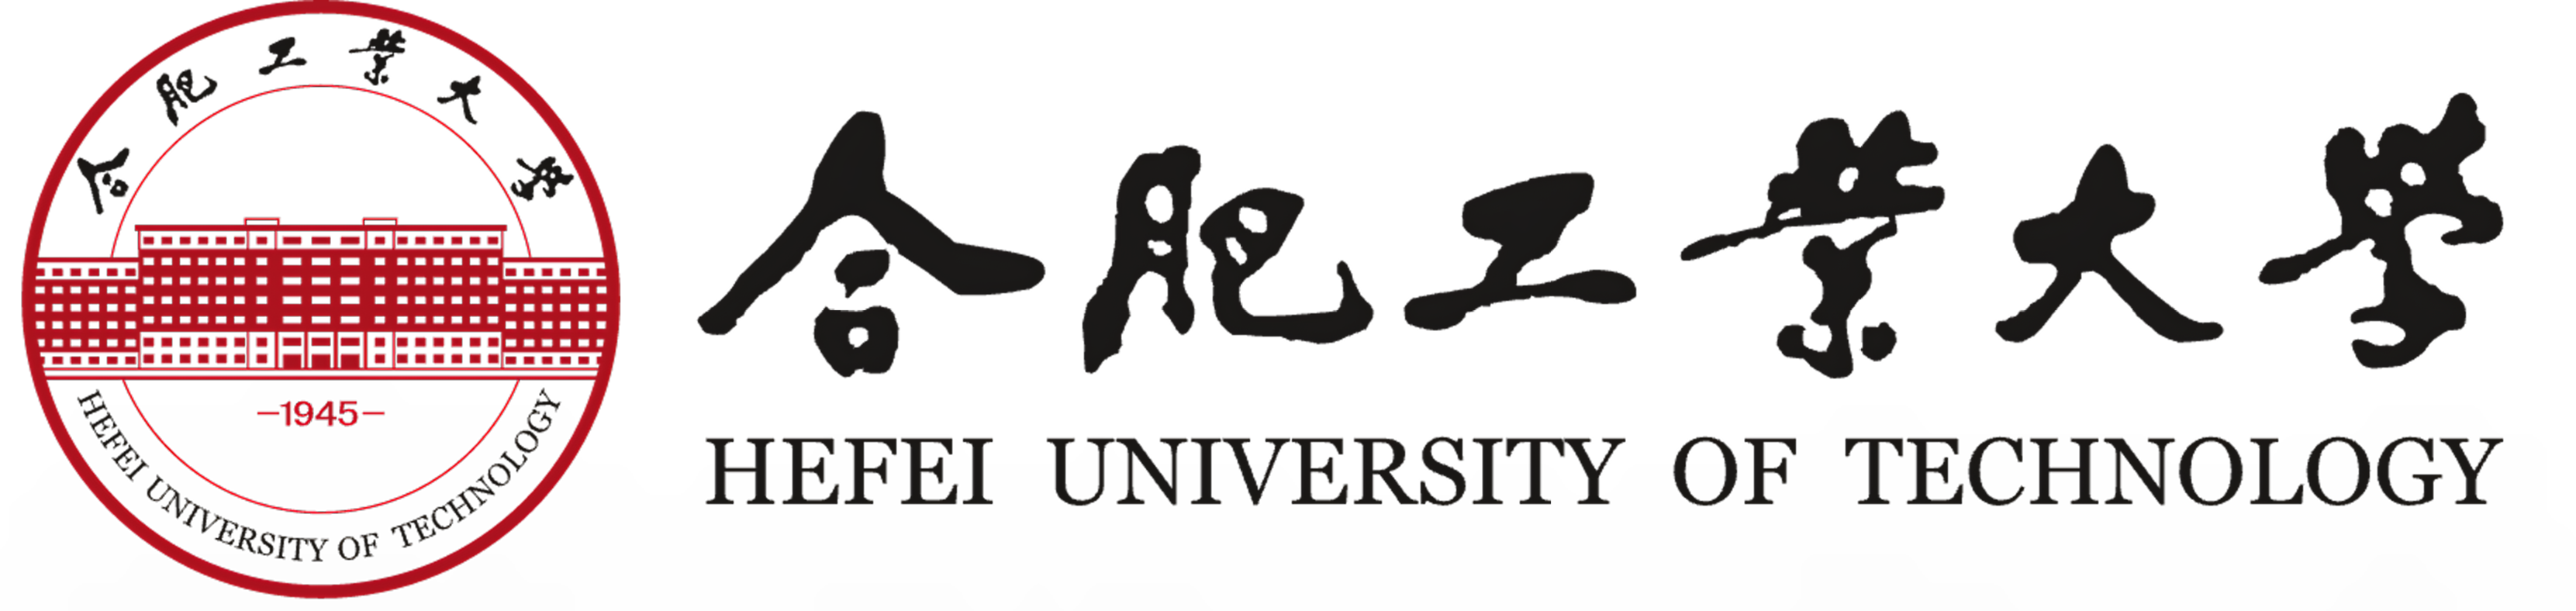 合肥工業大學
—1945—
HEFEI UNIVERSITY OF TECHNOLOGY
合肥工業大學
HEFEI UNIVERSITY OF TECHNOLOGY